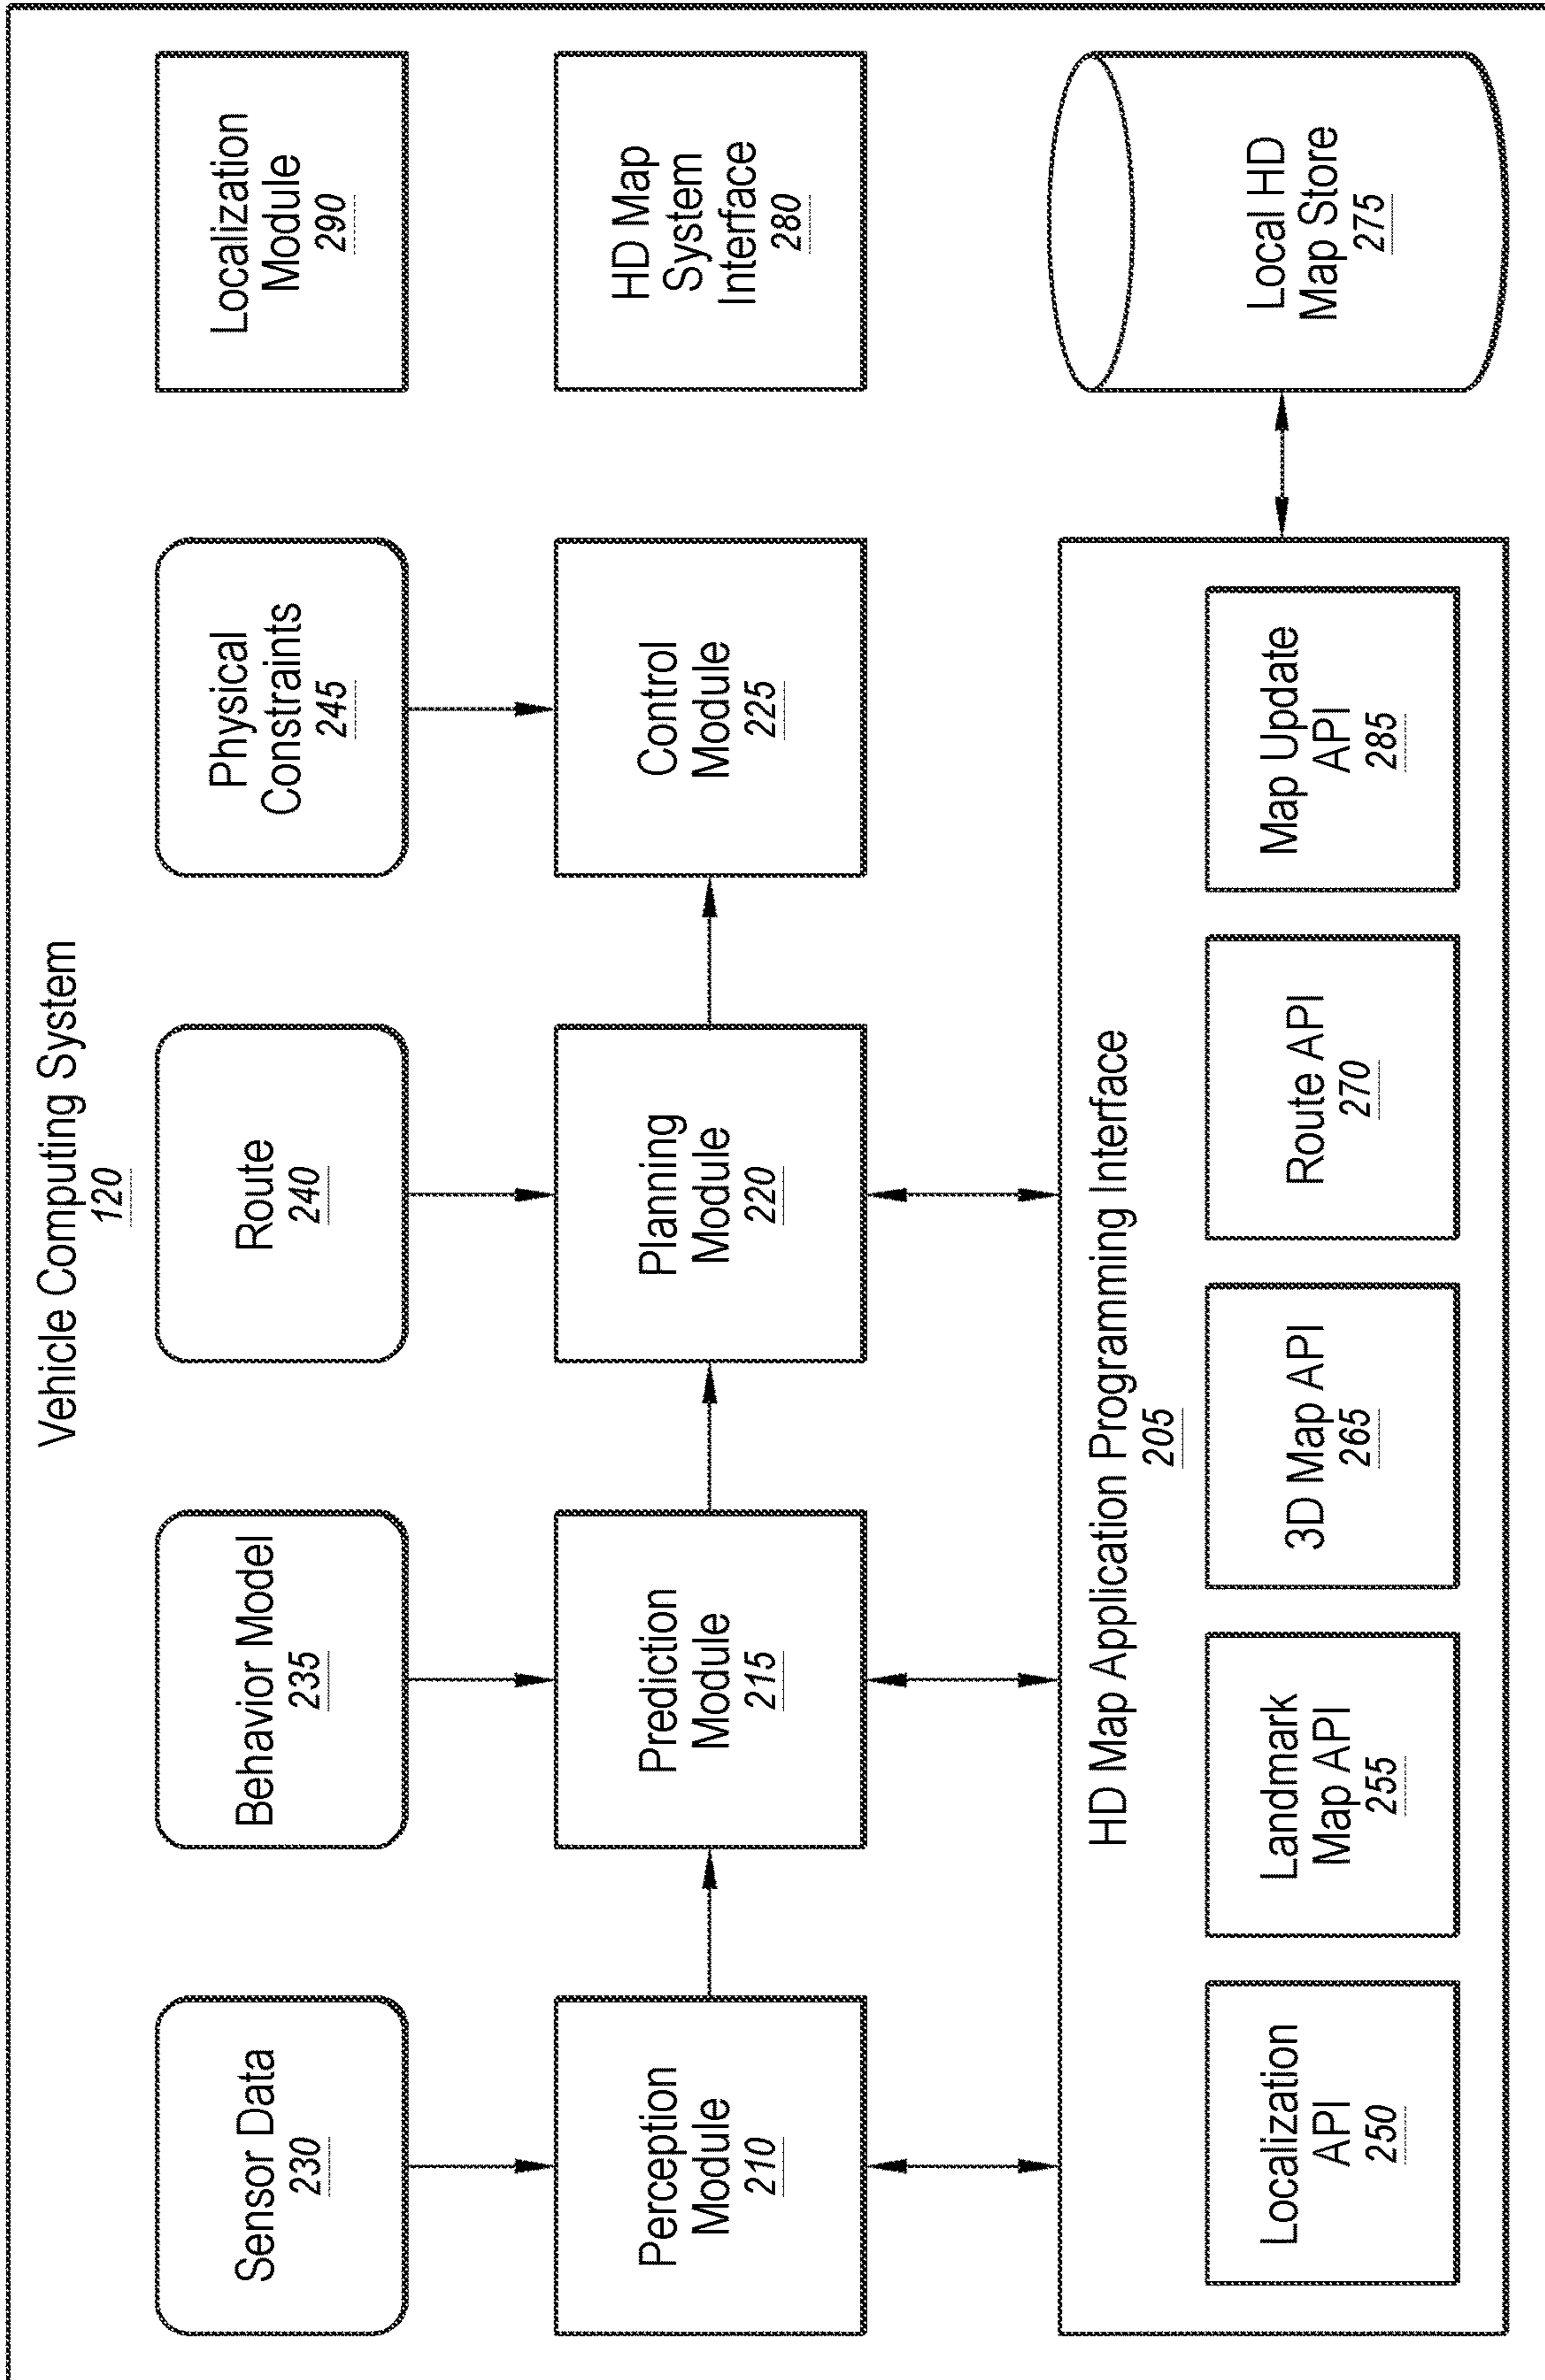 Vehicle Computing System
120
Sensor Data
230
Behavior Model
235
Route
240
Physical
Constraints
245
Localization
Module
290
Perception
Module
210
Prediction
Module
215
Planning
Module
220
Control
Module
225
HD Map
System
Interface
280
HD Map Application Programming Interface
205
Localization
API
250
Landmark
Map API
255
3D Map API
265
Route API
270
Map Update
API
285
Local HD
Map Store
275